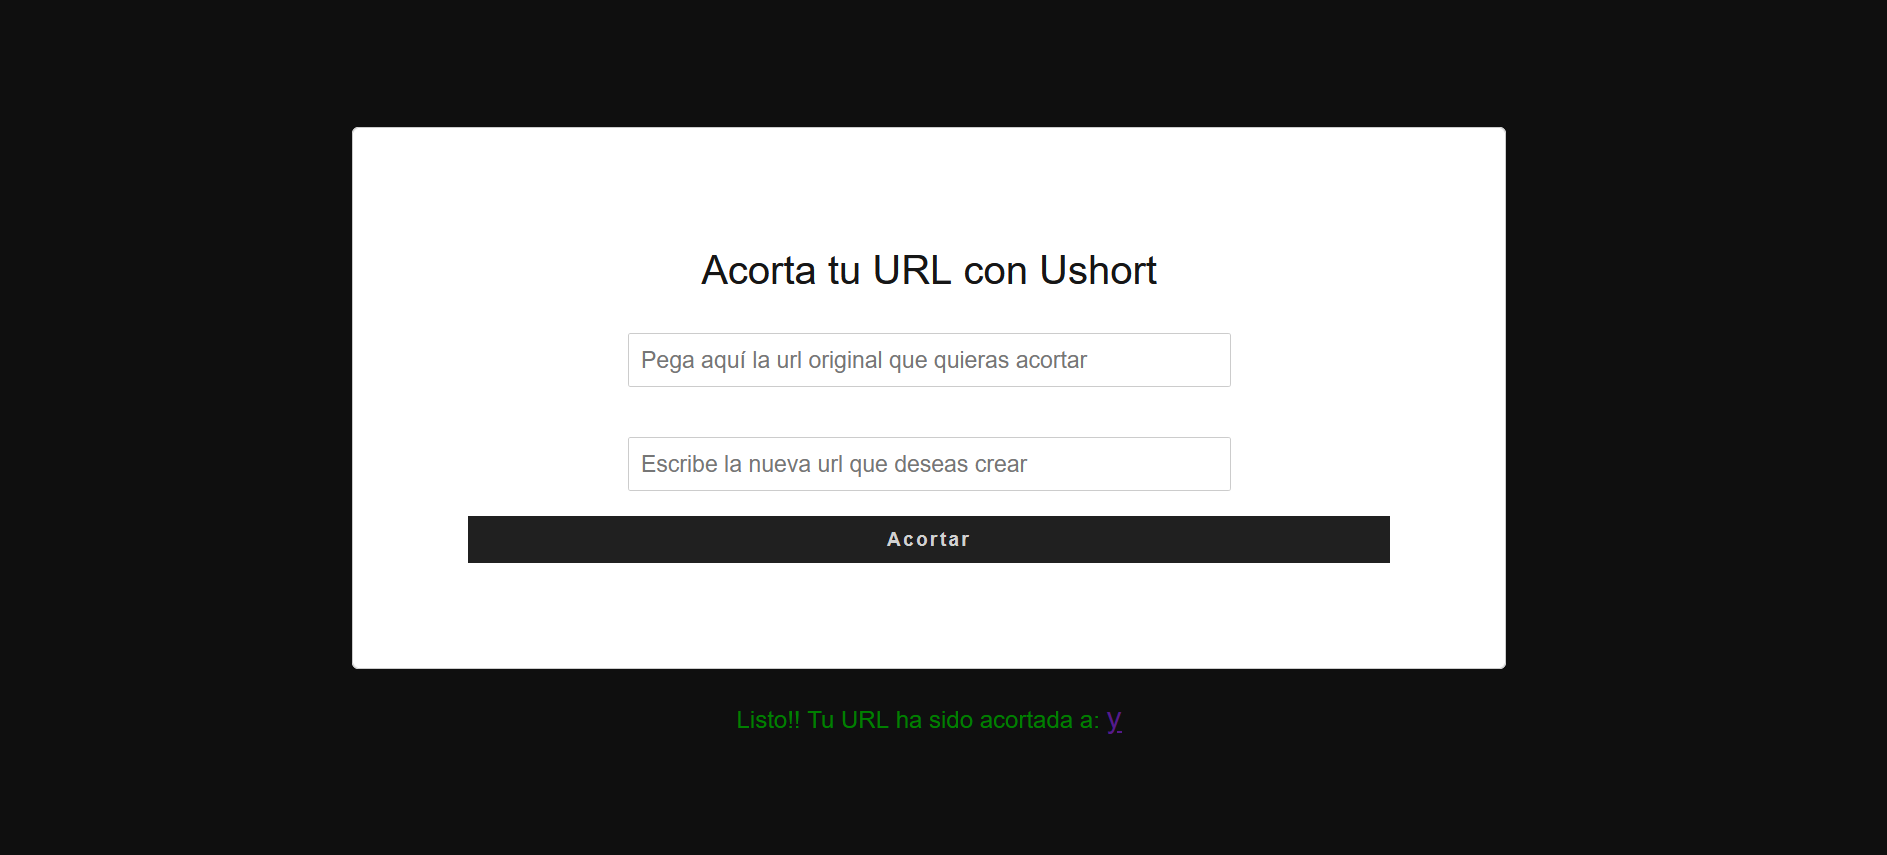 Acorta tu URL con Ushort
Pega aquí la url original que quieras acortar
Escribe la nueva url que deseas crear
Acortar
Listo!! Tu URL ha sido acortada a: y